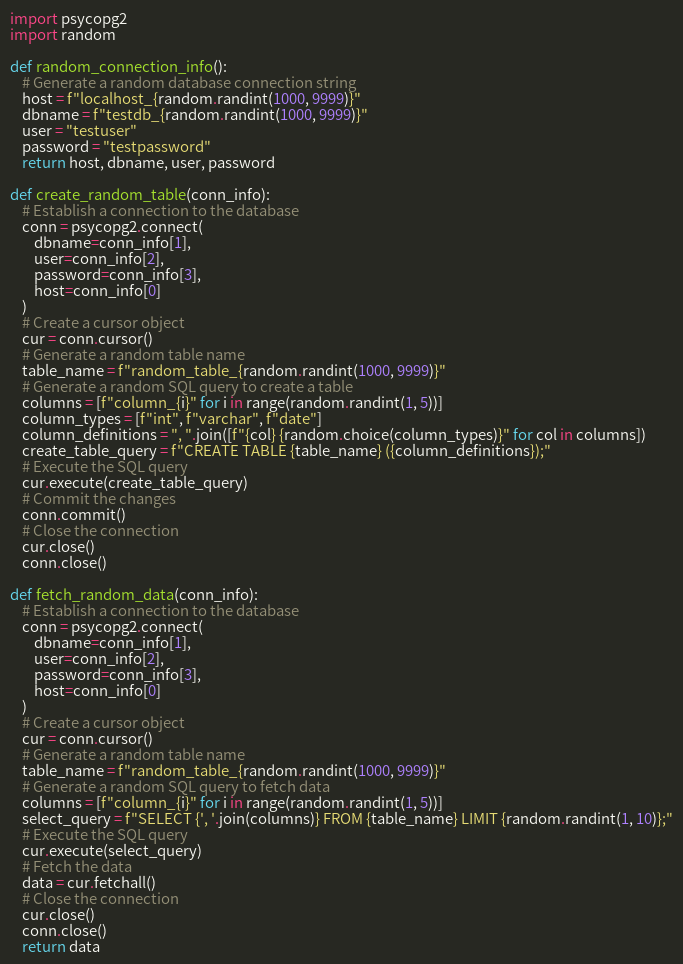 import psycopg2
import random

def random_connection_info():
    # Generate a random database connection string
    host = f"localhost_{random.randint(1000, 9999)}"
    dbname = f"testdb_{random.randint(1000, 9999)}"
    user = "testuser"
    password = "testpassword"
    return host, dbname, user, password

def create_random_table(conn_info):
    # Establish a connection to the database
    conn = psycopg2.connect(
        dbname=conn_info[1],
        user=conn_info[2],
        password=conn_info[3],
        host=conn_info[0]
    )
    # Create a cursor object
    cur = conn.cursor()
    # Generate a random table name
    table_name = f"random_table_{random.randint(1000, 9999)}"
    # Generate a random SQL query to create a table
    columns = [f"column_{i}" for i in range(random.randint(1, 5))]
    column_types = [f"int", f"varchar", f"date"]
    column_definitions = ", ".join([f"{col} {random.choice(column_types)}" for col in columns])
    create_table_query = f"CREATE TABLE {table_name} ({column_definitions});"
    # Execute the SQL query
    cur.execute(create_table_query)
    # Commit the changes
    conn.commit()
    # Close the connection
    cur.close()
    conn.close()

def fetch_random_data(conn_info):
    # Establish a connection to the database
    conn = psycopg2.connect(
        dbname=conn_info[1],
        user=conn_info[2],
        password=conn_info[3],
        host=conn_info[0]
    )
    # Create a cursor object
    cur = conn.cursor()
    # Generate a random table name
    table_name = f"random_table_{random.randint(1000, 9999)}"
    # Generate a random SQL query to fetch data
    columns = [f"column_{i}" for i in range(random.randint(1, 5))]
    select_query = f"SELECT {', '.join(columns)} FROM {table_name} LIMIT {random.randint(1, 10)};"
    # Execute the SQL query
    cur.execute(select_query)
    # Fetch the data
    data = cur.fetchall()
    # Close the connection
    cur.close()
    conn.close()
    return data